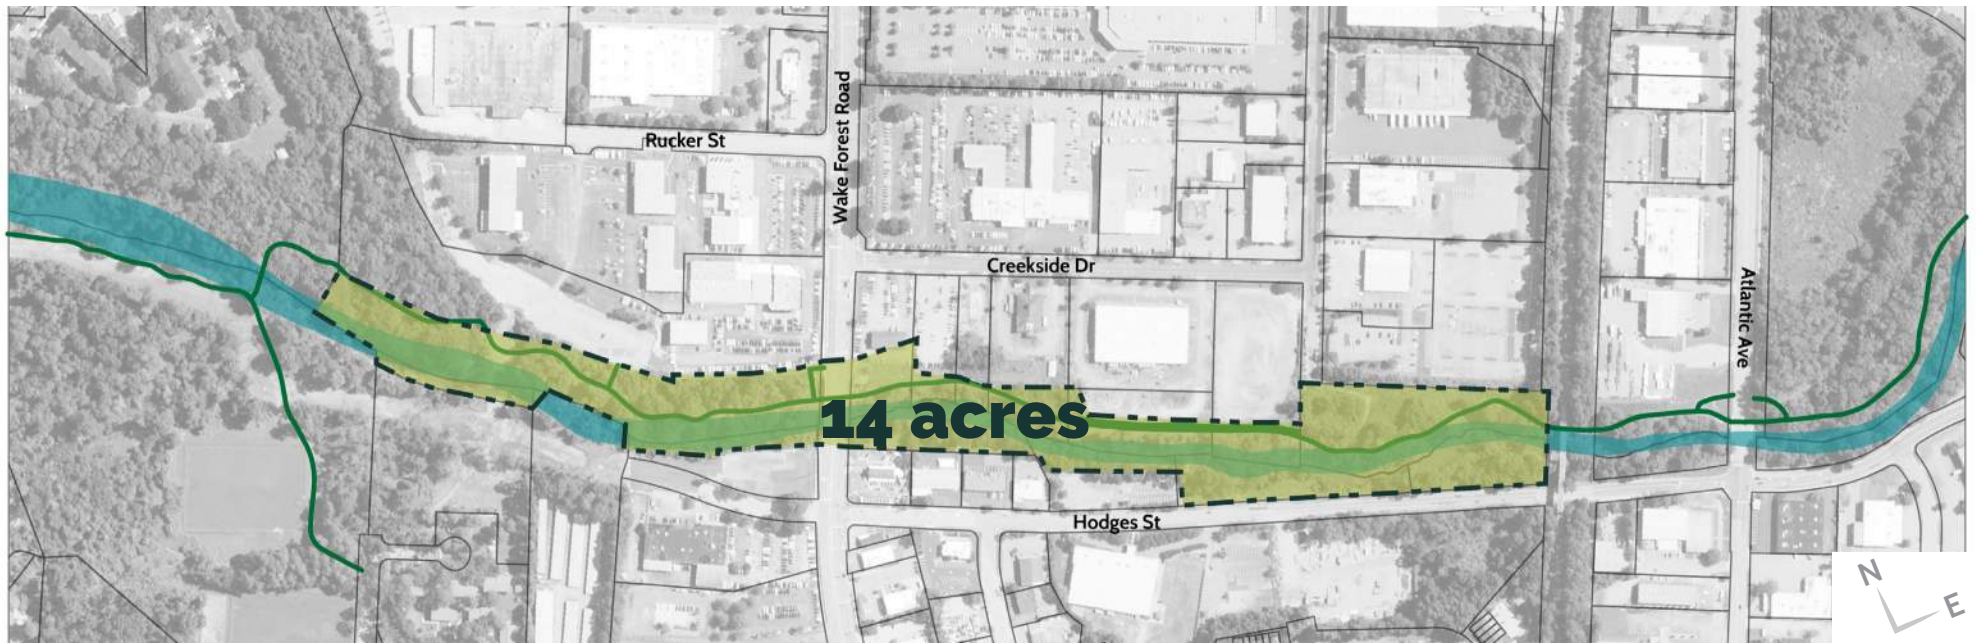 Rucker St
Wake Forest Road
Creekside Dr
Atlantic Ave
14 acres
Hodges St
N
E